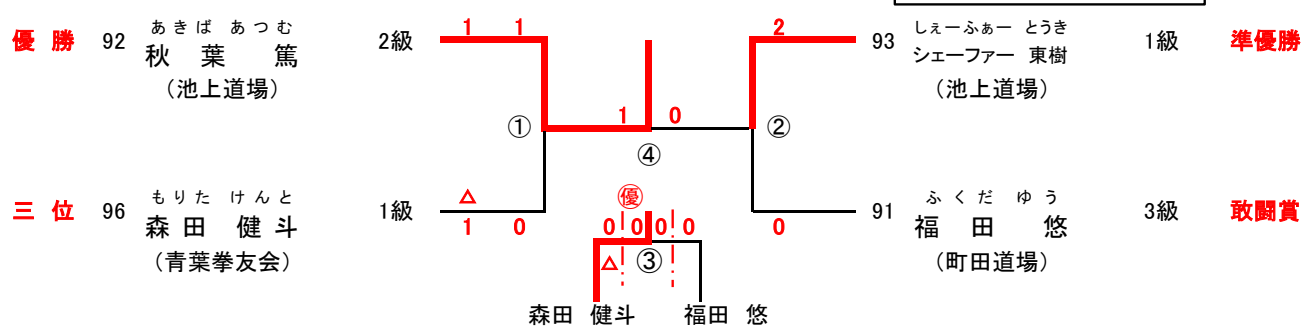 あきば あつむ
優 勝 92 秋 葉 篤 2級 1 1
(池上道場)
2 93 しぇーふぁー とうき
シェーファー 東樹 1級 準優勝
(池上道場)
① 1 0 ②
④
もりた けんと
三 位 96 森 田 健 斗 1級 △
1 0
(青葉拳友会)
優
0 0 0 0
△ ③
森田 健斗 福田 悠
ふくだ ゆう
0 91 福 田 悠 3級 敢闘賞
(町田道場)